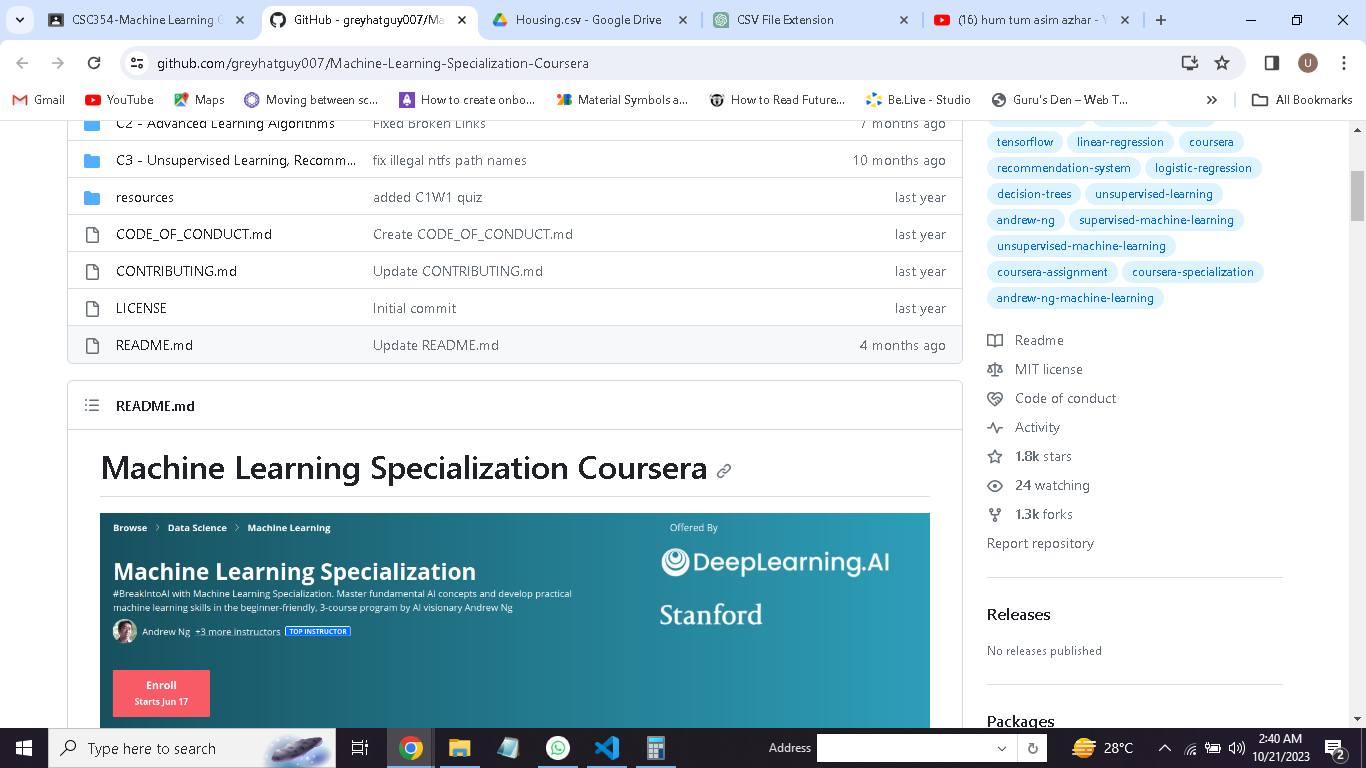 CSC354-Machine Learning
GitHub - greyhatguy007/Ma
Housing.csv - Google Drive
CSV File Extension
(16) hum tum asim azhar -
github.com/greyhatguy007/Machine-Learning-Specialization-Coursera
Gmail
YouTube
Maps
Moving between sc...
How to create onbo...
Material Symbols a...
How to Read Future...
Be.Live - Studio
Guru's Den – Web T...
All Bookmarks
C2 - Advanced Learning Algorithms Fixed Broken Links 7 months ago
C3 - Unsupervised Learning, Recomm... fix illegal ntfs path names 10 months ago
resources added C1W1 quiz last year
CODE_OF_CONDUCT.md Create CODE_OF_CONDUCT.md last year
CONTRIBUTING.md Update CONTRIBUTING.md last year
LICENSE Initial commit last year
README.md Update README.md 4 months ago
README.md
Machine Learning Specialization Coursera
Browse > Data Science > Machine Learning
Offered By
DeepLearning.AI
Stanford
Machine Learning Specialization
#BreakIntoAI with Machine Learning Specialization. Master fundamental AI concepts and develop practical
machine learning skills in the beginner-friendly, 3-course program by AI visionary Andrew Ng
Andrew Ng +3 more instructors TOP INSTRUCTOR
Enroll
Starts Jun 17
tensorflow linear-regression coursera
recommendation-system logistic-regression
decision-trees unsupervised-learning
andrew-ng supervised-machine-learning
unsupervised-machine-learning
coursera-assignment coursera-specialization
andrew-ng-machine-learning
Readme
MIT license
Code of conduct
Activity
1.8k stars
24 watching
1.3k forks
Report repository
Releases
No releases published
Packages
Type here to search
Address
28°C
2:40 AM
10/21/2023
2
U